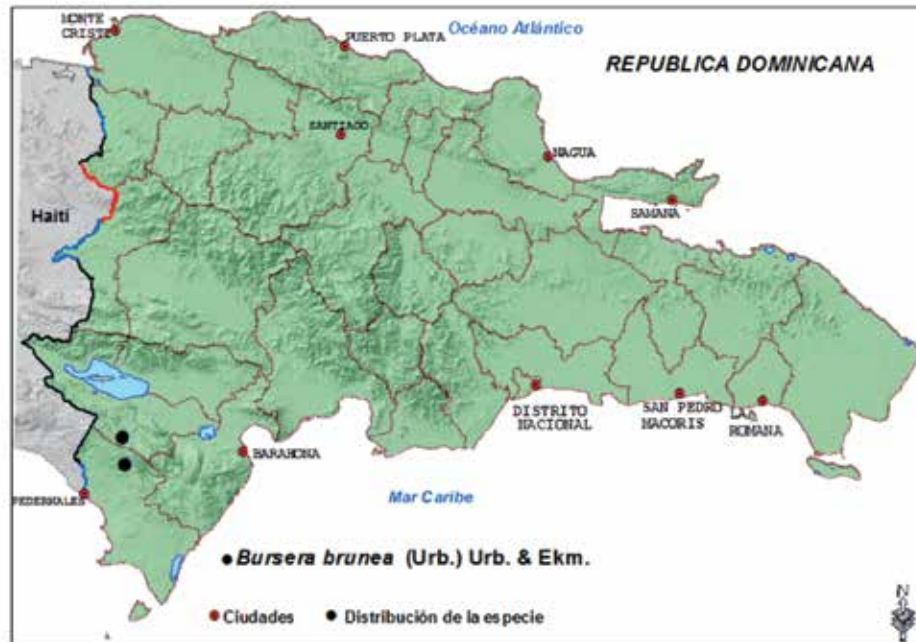 MONTE
CRISTI
PUERTO PLATA
Océano Atlántico
REPUBLICA DOMINICANA
SANTIAGO
NAGUA
SAMANA
Haití
DISTRITO
NACIONAL
SAN PEDRO
MACORIS
LA
ROMANA
BARAHONA
PEDERNALES
Mar Caribe
Bursera brunea (Urb.) Urb. & Ekm.
Ciudades
Distribución de la especie
N